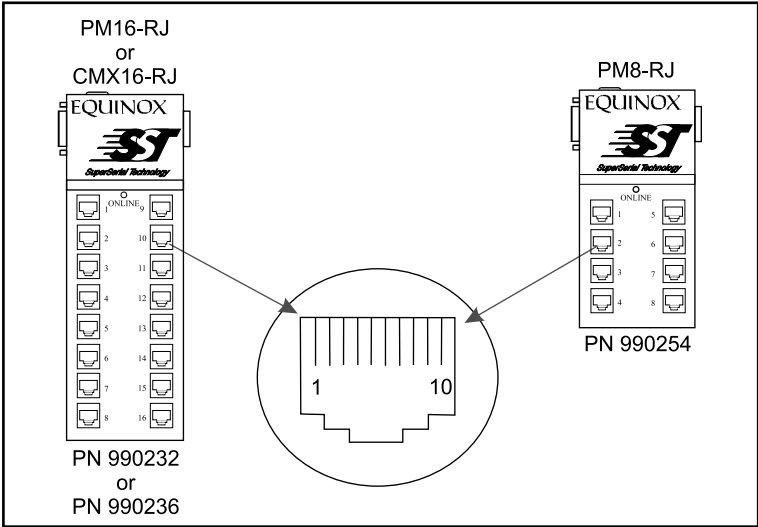 PM16-RJ
or
CMX16-RJ
EQUINOX
SST
SuperSerial Technology
ONLINE
1 9
2 10
3 11
4 12
5 13
6 14
7 15
8 16
PN 990232
or
PN 990236
1 10
PM8-RJ
EQUINOX
SST
SuperSerial Technology
ONLINE
1 5
2 6
3 7
4 8
PN 990254